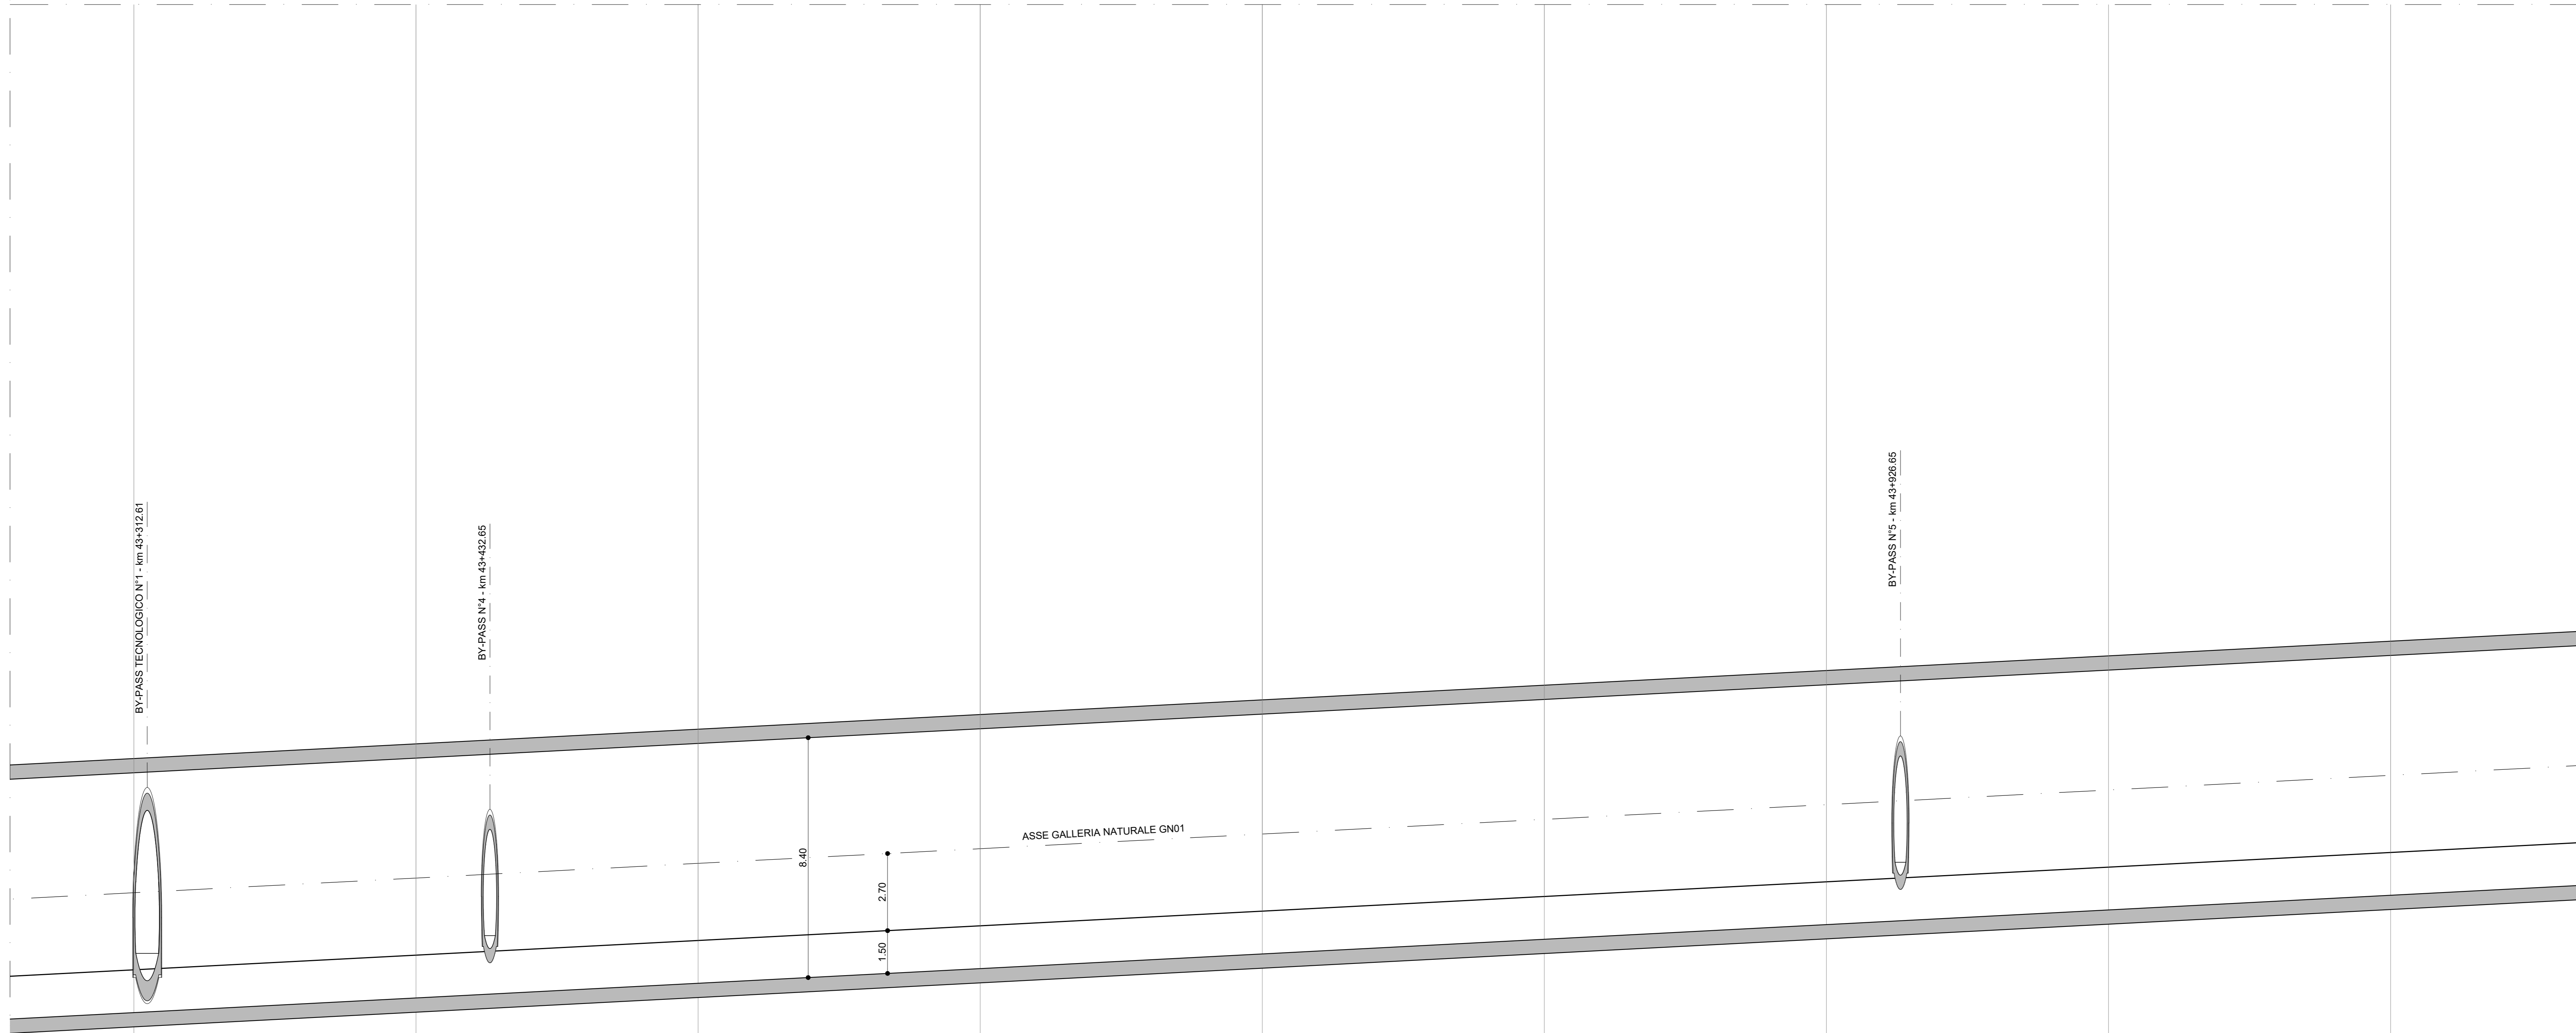 BY-PASS TECNOLOGICO N°1 - km 43+312.61
BY-PASS N°4 - km 43+432.65
8.40
2.70
1.50
ASSE GALLERIA NATURALE GN01
BY-PASS N°5 - km 43+926.65